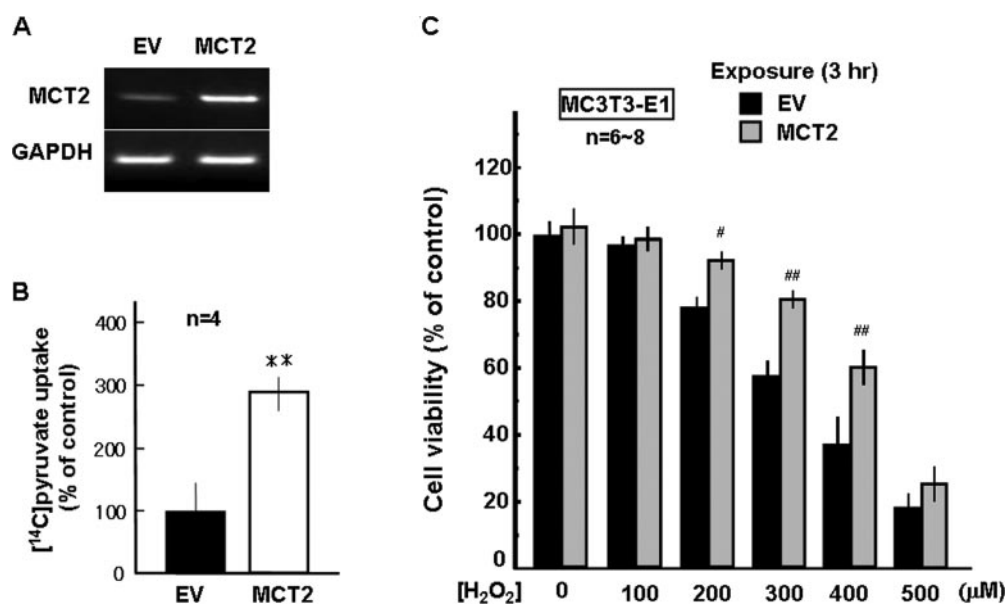 A
EV MCT2
MCT2
GAPDH
B
[¹⁴C]pyruvate uptake
(% of control)
400
300
200
100
0
n=4
**
EV MCT2
C
Exposure (3 hr)
EV
MCT2
MC3T3-E1
n=6~8
Cell viability (% of control)
120
100
80
60
40
20
0
#
##
##
[H₂O₂] 0 100 200 300 400 500 (μM)